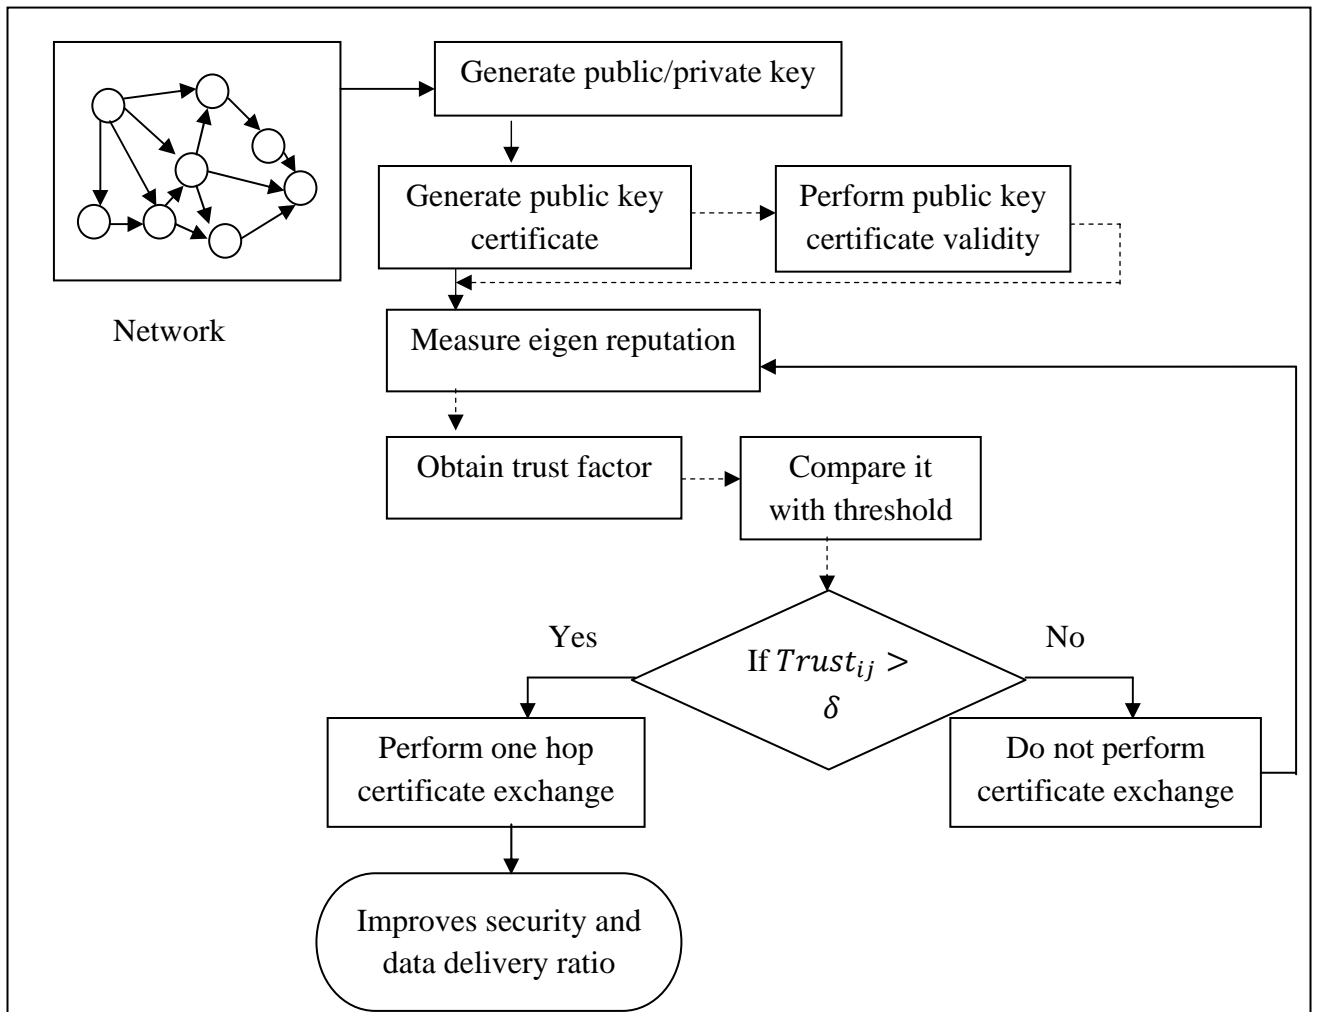 Generate public/private key
Generate public key
certificate
Perform public key
certificate validity
Network
Measure eigen reputation
Obtain trust factor
Compare it
with threshold
Yes
No
If Trust_{ij} >
δ
Perform one hop
certificate exchange
Do not perform
certificate exchange
Improves security and
data delivery ratio